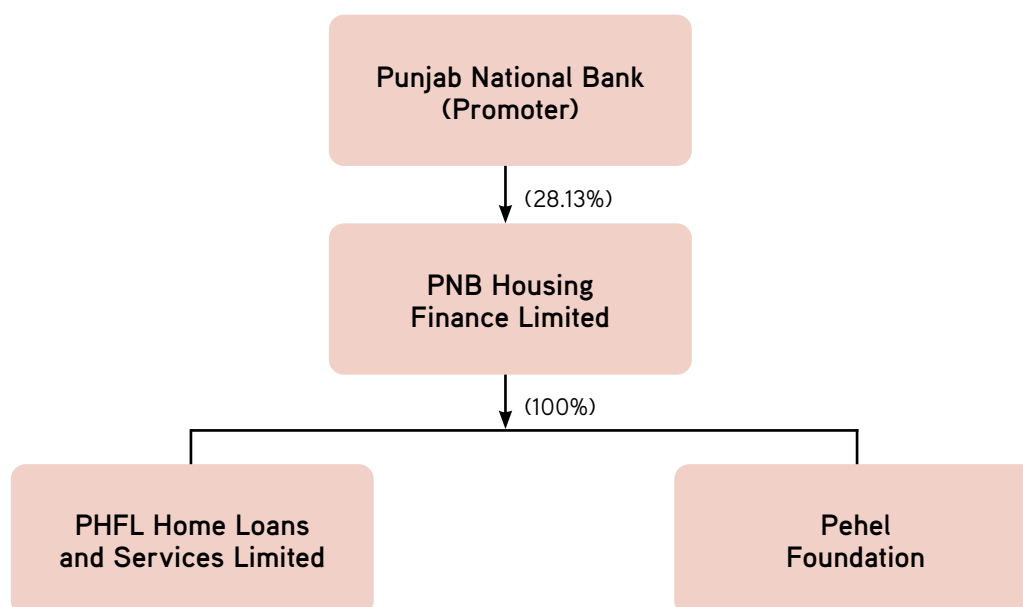 Punjab National Bank
(Promoter)
(28.13%)
PNB Housing
Finance Limited
(100%)
PHFL Home Loans
and Services Limited
Pehel
Foundation